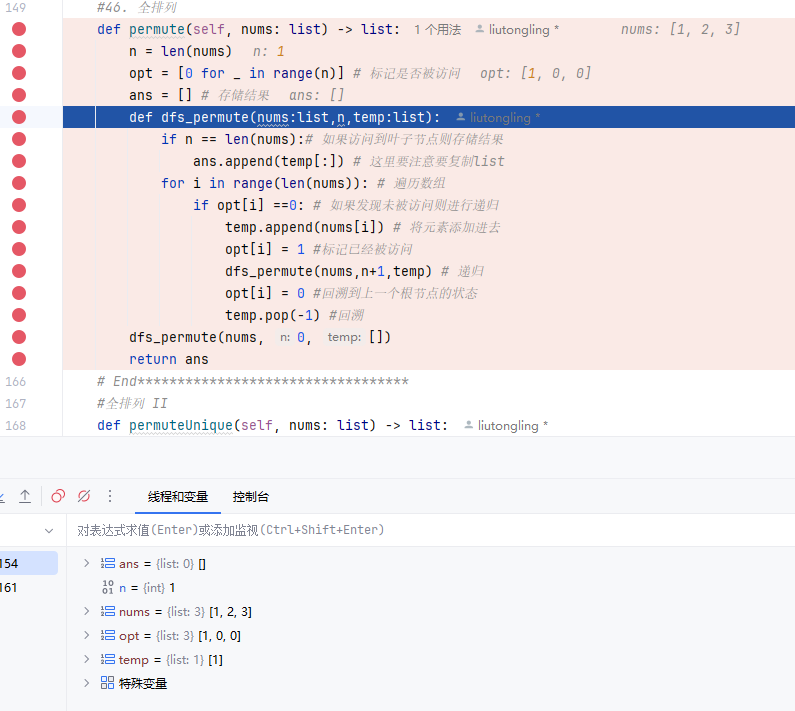 149 #46. 全排列
def permute(self, nums: list) -> list: 1 个用法 liutongling * nums: [1, 2, 3]
n = len(nums) n: 1
opt = [0 for _ in range(n)] # 标记是否被访问 opt: [1, 0, 0]
ans = [] # 存储结果 ans: []
def dfs_permute(nums:list,n,temp:list): liutongling *
if n == len(nums):# 如果访问到叶子节点则存储结果
ans.append(temp[:]) # 这里要注意要复制list
for i in range(len(nums)): # 遍历数组
if opt[i] ==0: # 如果发现未被访问则进行递归
temp.append(nums[i]) # 将元素添加进去
opt[i] = 1 #标记已经被访问
dfs_permute(nums,n+1,temp) # 递归
opt[i] = 0 #回溯到上一个根节点的状态
temp.pop(-1) #回溯
dfs_permute(nums, n: 0, temp: [])
return ans
166 # End**********************************
167 #全排列 II
168 def permuteUnique(self, nums: list) -> list: liutongling *
线程和变量 控制台
对表达式求值(Enter)或添加监视(Ctrl+Shift+Enter)
154 ans = {list: 0} []
161 n = {int} 1
nums = {list: 3} [1, 2, 3]
opt = {list: 3} [1, 0, 0]
temp = {list: 1} [1]
特殊变量